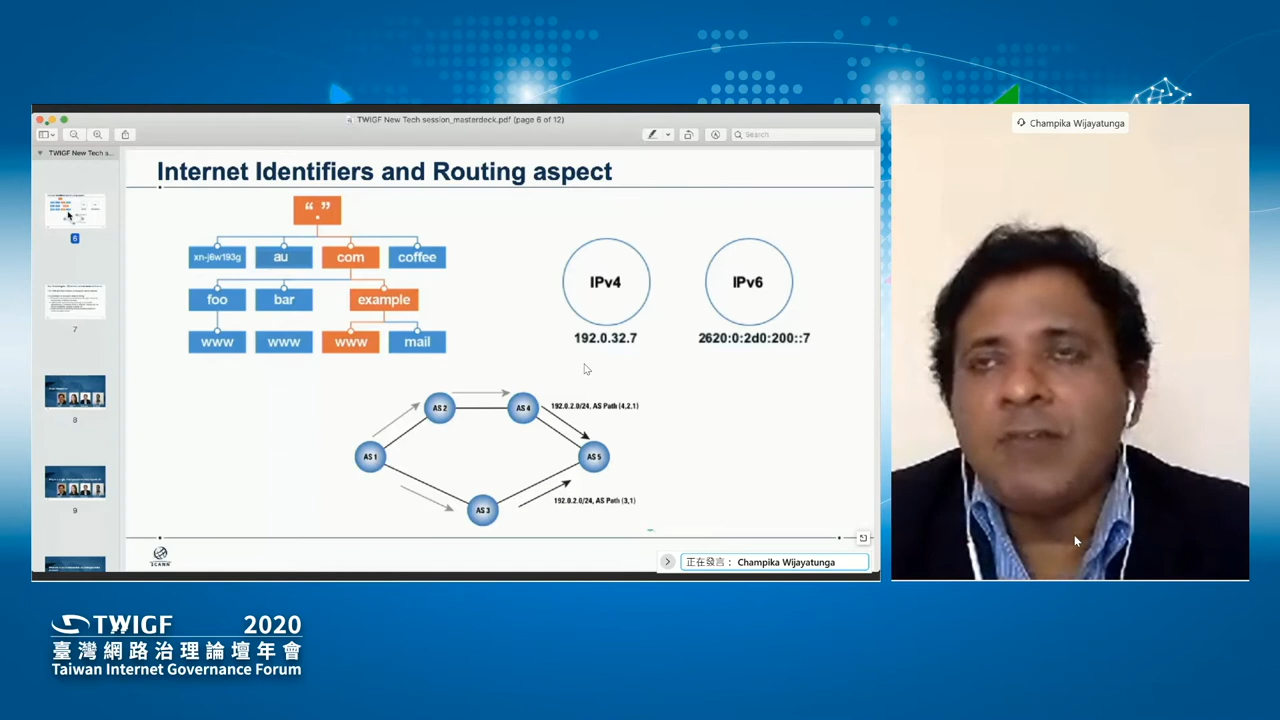 TWIGF New Tech session_masterdeck.pdf (page 6 of 12)
Search
TWIGF New Tech s...
6
7
8
9
Internet Identifiers and Routing aspect
“.”
xn-j6w193g au com coffee
foo bar example
www www www mail
IPv4 IPv6
192.0.32.7 2620:0:2d0:200::7
AS 2 AS 4 192.0.2.0/24, AS Path (4,2,1)
AS 1 AS 5
AS 3 192.0.2.0/24, AS Path (3,1)
ICANN
正在發言： Champika Wijayatunga
Champika Wijayatunga
TWIGF 2020
臺灣網路治理論壇年會
Taiwan Internet Governance Forum